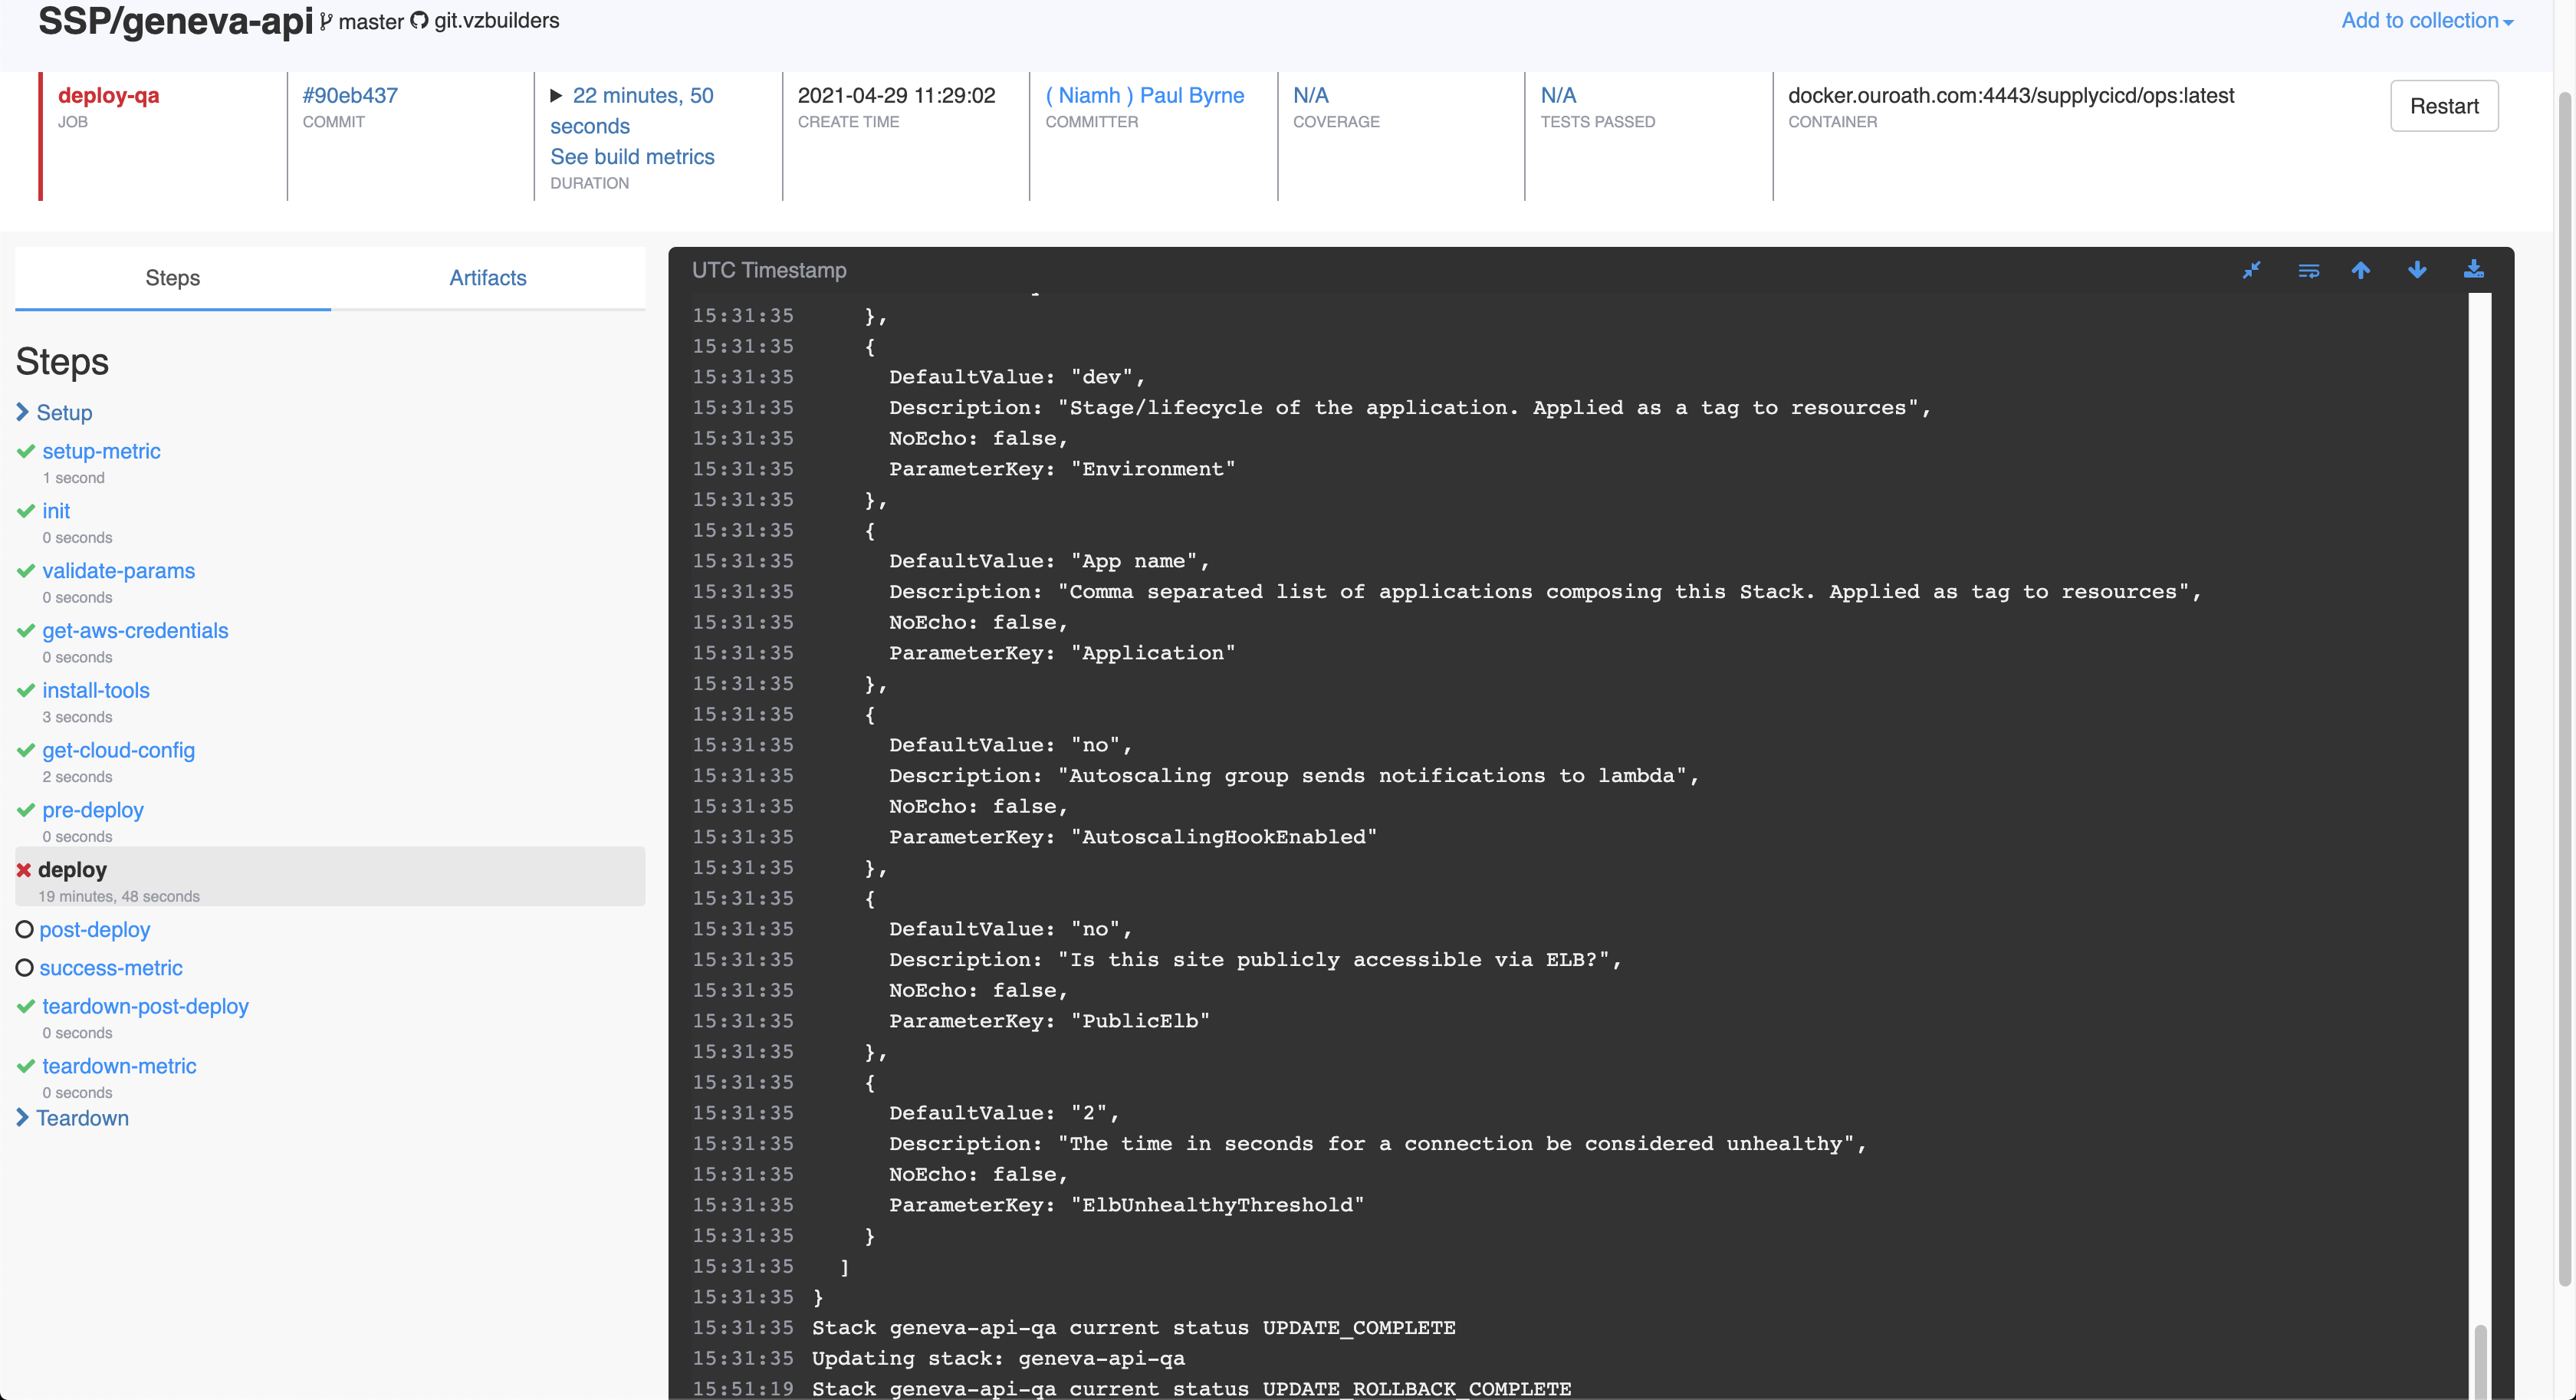 SSP/geneva-api master git.vzbuilders
Add to collection
deploy-qa
JOB
#90eb437
COMMIT
22 minutes, 50
seconds
See build metrics
DURATION
2021-04-29 11:29:02
CREATE TIME
( Niamh ) Paul Byrne
COMMITTER
N/A
COVERAGE
N/A
TESTS PASSED
docker.ouroath.com:4443/supplycicd/ops:latest
CONTAINER
Restart
Steps
Artifacts
Steps
Setup
setup-metric
1 second
init
0 seconds
validate-params
0 seconds
get-aws-credentials
0 seconds
install-tools
3 seconds
get-cloud-config
2 seconds
pre-deploy
0 seconds
deploy
19 minutes, 48 seconds
post-deploy
success-metric
teardown-post-deploy
0 seconds
teardown-metric
0 seconds
Teardown
UTC Timestamp
15:31:35 },
15:31:35 {
15:31:35 DefaultValue: "dev",
15:31:35 Description: "Stage/lifecycle of the application. Applied as a tag to resources",
15:31:35 NoEcho: false,
15:31:35 ParameterKey: "Environment"
15:31:35 },
15:31:35 {
15:31:35 DefaultValue: "App name",
15:31:35 Description: "Comma separated list of applications composing this Stack. Applied as tag to resources",
15:31:35 NoEcho: false,
15:31:35 ParameterKey: "Application"
15:31:35 },
15:31:35 {
15:31:35 DefaultValue: "no",
15:31:35 Description: "Autoscaling group sends notifications to lambda",
15:31:35 NoEcho: false,
15:31:35 ParameterKey: "AutoscalingHookEnabled"
15:31:35 },
15:31:35 {
15:31:35 DefaultValue: "no",
15:31:35 Description: "Is this site publicly accessible via ELB?",
15:31:35 NoEcho: false,
15:31:35 ParameterKey: "PublicElb"
15:31:35 },
15:31:35 {
15:31:35 DefaultValue: "2",
15:31:35 Description: "The time in seconds for a connection be considered unhealthy",
15:31:35 NoEcho: false,
15:31:35 ParameterKey: "ElbUnhealthyThreshold"
15:31:35 }
15:31:35 ]
15:31:35 }
15:31:35 Stack geneva-api-qa current status UPDATE_COMPLETE
15:31:35 Updating stack: geneva-api-qa
15:51:19 Stack geneva-api-qa current status UPDATE_ROLLBACK_COMPLETE